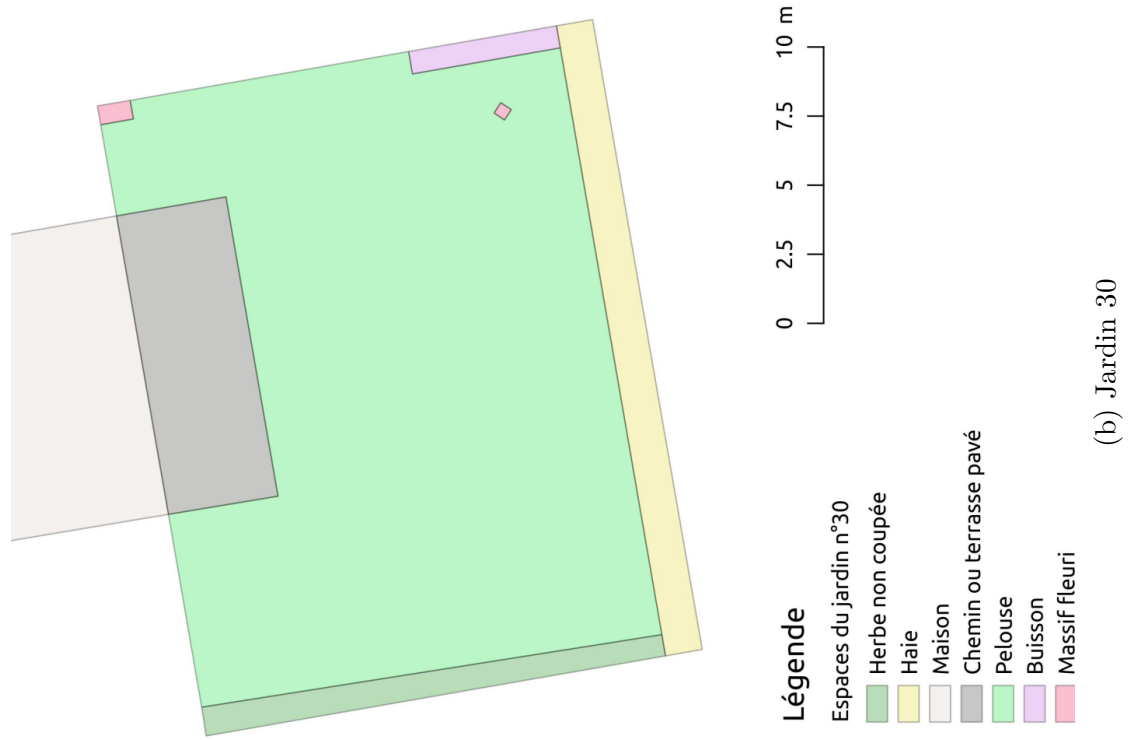 0 2.5 5 7.5 10 m
Légende
Espaces du jardin n°30
Herbe non coupée
Haie
Maison
Chemin ou terrasse pavé
Pelouse
Buisson
Massif fleuri
(b) Jardin 30